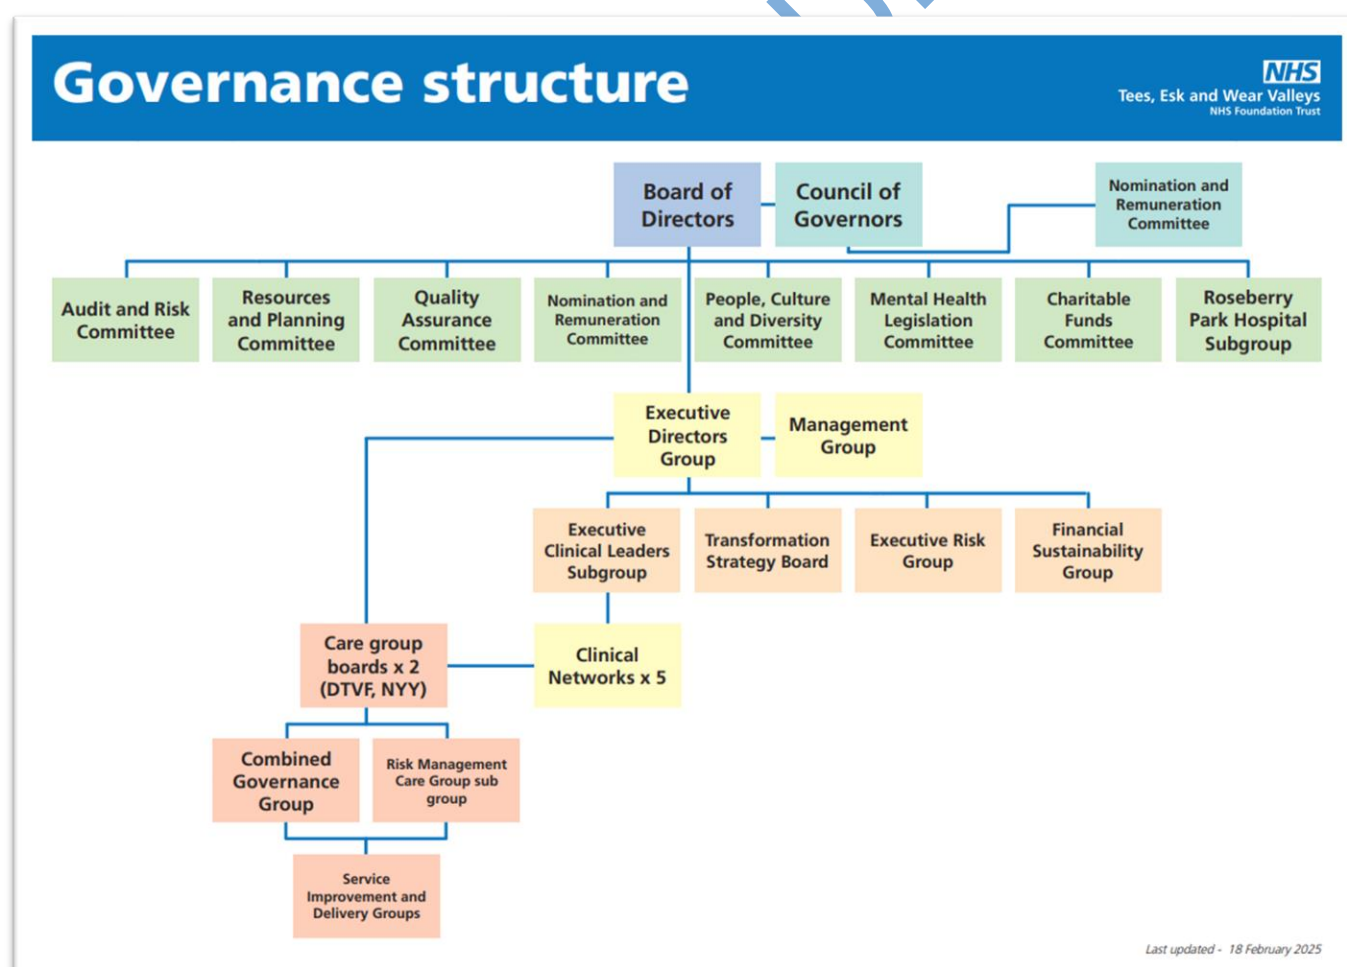 Governance structure
NHS
Tees, Esk and Wear Valleys
NHS Foundation Trust
Board of
Directors
Council of
Governors
Nomination and
Remuneration
Committee
Audit and Risk
Committee
Resources
and Planning
Committee
Quality
Assurance
Committee
Nomination and
Remuneration
Committee
People, Culture
and Diversity
Committee
Mental Health
Legislation
Committee
Charitable
Funds
Committee
Roseberry
Park Hospital
Subgroup
Executive
Directors
Group
Management
Group
Executive
Clinical Leaders
Subgroup
Transformation
Strategy Board
Executive Risk
Group
Financial
Sustainability
Group
Care group
boards x 2
(DTVF, NYY)
Clinical
Networks x 5
Combined
Governance
Group
Risk Management
Care Group sub
group
Service
Improvement and
Delivery Groups
Last updated - 18 February 2025